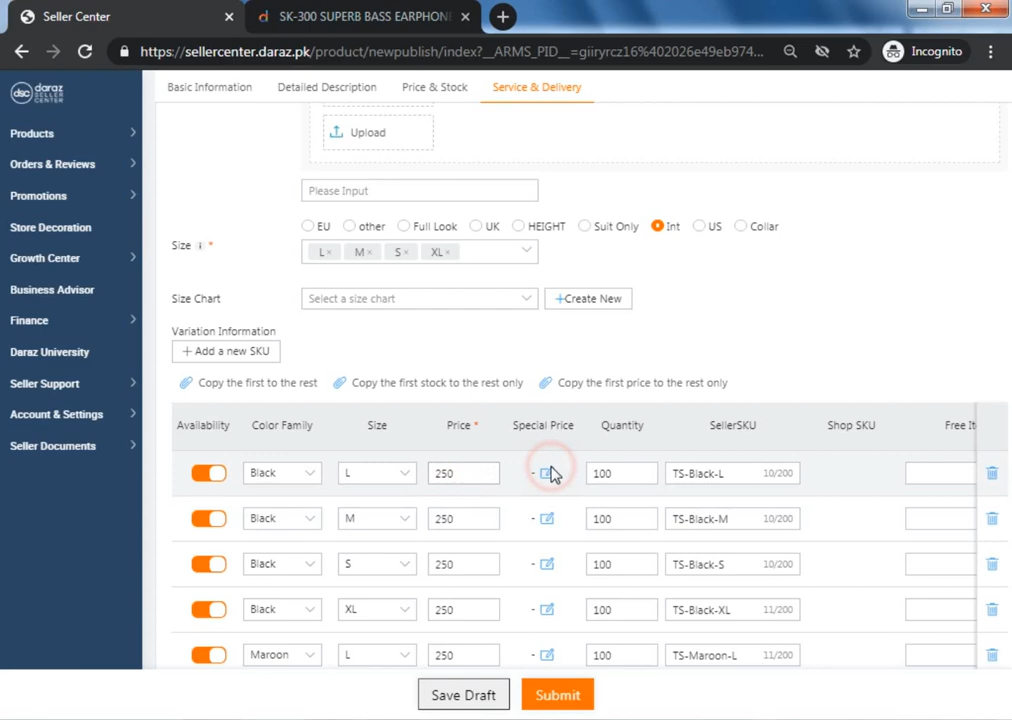 Seller Center
SK-300 SUPERB BASS EARPHONE
https://sellercenter.daraz.pk/product/newpublish/index?__ARMS_PID__=giiryrcz16%402026e49eb974...
Incognito
dsc daraz SELLER CENTER
Basic Information Detailed Description Price & Stock Service & Delivery
Products
Orders & Reviews
Promotions
Store Decoration
Growth Center
Business Advisor
Finance
Daraz University
Seller Support
Account & Settings
Seller Documents
Upload
Please Input
EU other Full Look UK HEIGHT Suit Only Int US Collar
Size *
L× M× S× XL×
Size Chart Select a size chart +Create New
Variation Information
+ Add a new SKU
Copy the first to the rest Copy the first stock to the rest only Copy the first price to the rest only
Availability Color Family Size Price * Special Price Quantity SellerSKU Shop SKU Free It
Black L 250 - 100 TS-Black-L 10/200
Black M 250 - 100 TS-Black-M 10/200
Black S 250 - 100 TS-Black-S 10/200
Black XL 250 - 100 TS-Black-XL 11/200
Maroon L 250 - 100 TS-Maroon-L 11/200
Save Draft Submit